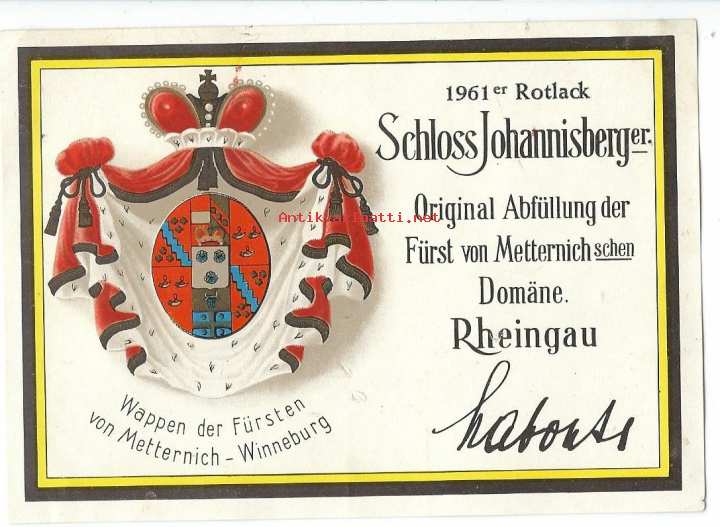 1961er Rotlack
Schloss Johannisberger.
Original Abfüllung der
Fürst von Metternichschen
Domäne.
Rheingau
Wappen der Fürsten
von Metternich – Winneburg